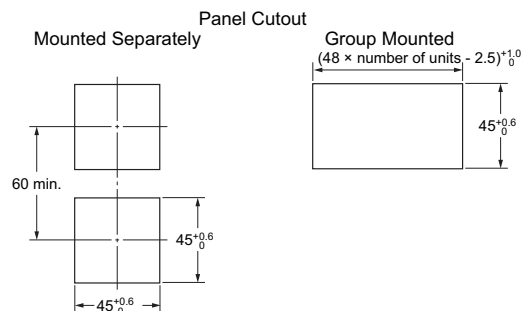 Panel Cutout
Mounted Separately
Group Mounted
(48 × number of units - 2.5)+1.0 0
45+0.6 0
60 min.
45+0.6 0
45+0.6 0